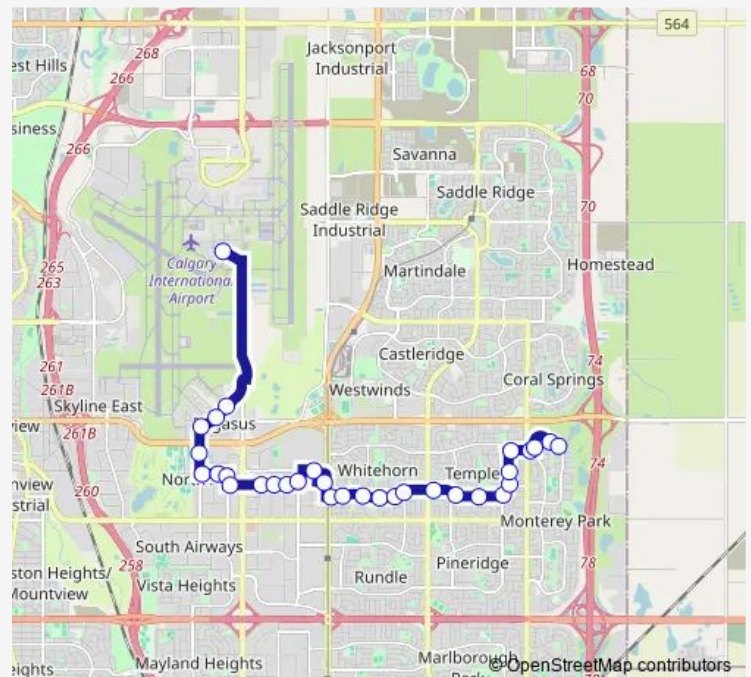 564
Jacksonport
Industrial
268
est Hills
266
68
70
siness
266
Savanna
Saddle Ridge
70
Saddle Ridge
Industrial
Calgary
International
Airport
265
263
Martindale
Homestead
261
261B
Castleridge
74
Westwinds
Coral Springs
Skyline East
view
261B
gasus
74
Whitehorn
Temple
Nor
nview
strial
260
Monterey Park
South Airways
258
78
Pineridge
ston Heights/
Mountview
Vista Heights
Rundle
eights
Mayland Heights
Marlborough
© OpenStreetMap contributors